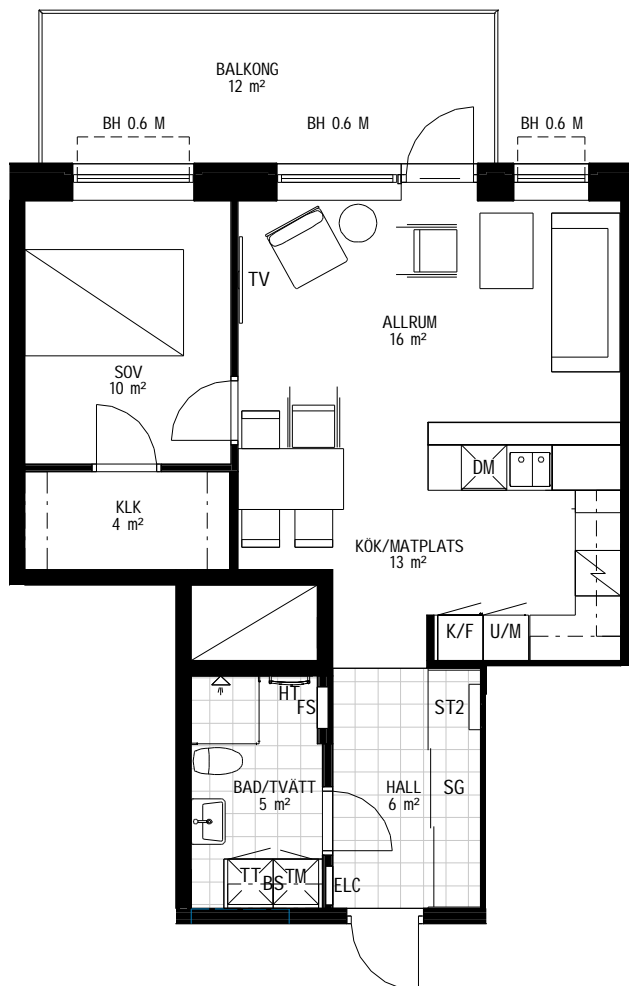 BALKONG
12 m²
BH 0.6 M
BH 0.6 M
BH 0.6 M
TV
ALLRUM
16 m²
SOV
10 m²
DM
KLK
4 m²
KÖK/MATPLATS
13 m²
K/F
U/M
HT
FS
ST2
BAD/TVÄTT
5 m²
HALL
6 m²
SG
TT
BS
TM
ELC